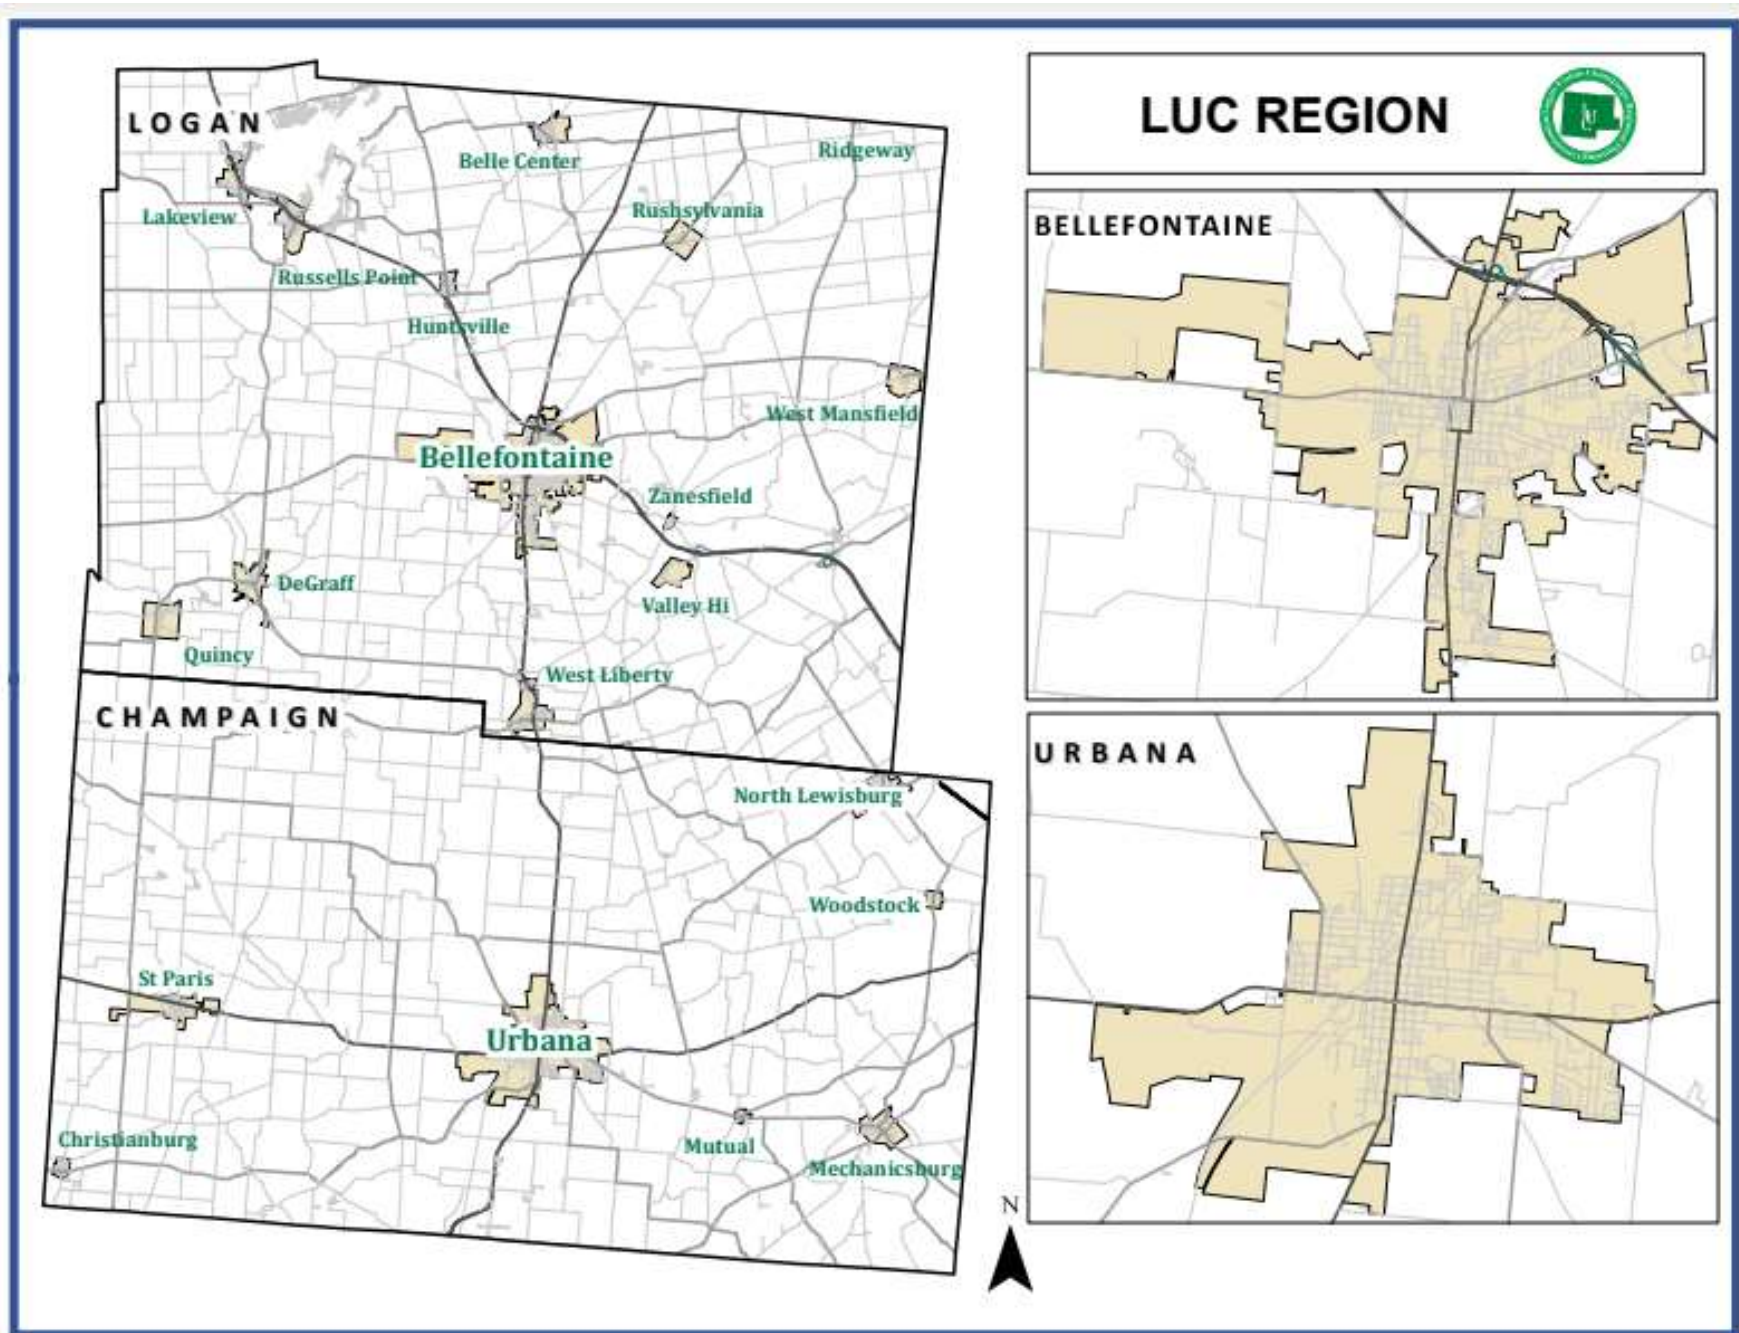 LUC REGION
LOGAN
Belle Center
Ridgeway
Lakeview
Rushsylvania
Russells Point
Huntsville
West Mansfield
Bellefontaine
Zanesfield
DeGraff
Valley Hi
Quincy
West Liberty
CHAMPAIGN
North Lewisburg
Woodstock
St Paris
Urbana
Christianburg
Mutual
Mechanicsburg
N
BELLEFONTAINE
URBANA